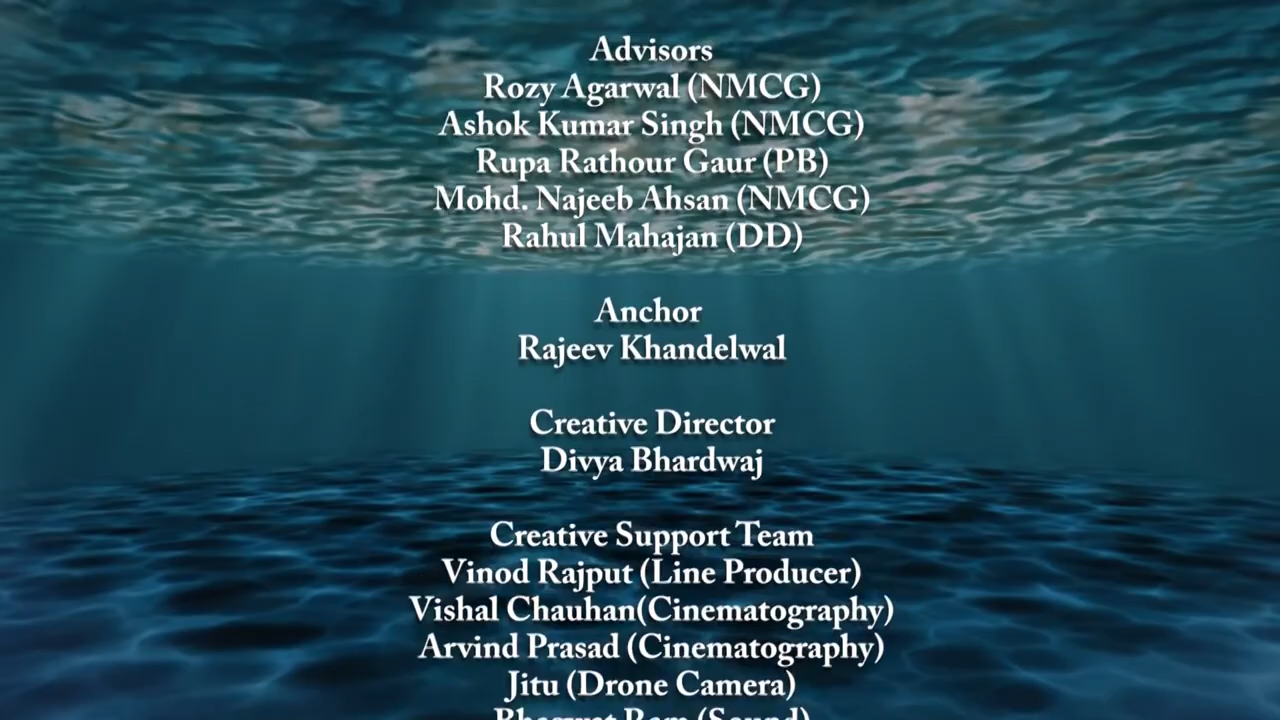 Advisors
Rozy Agarwal (NMCG)
Ashok Kumar Singh (NMCG)
Rupa Rathour Gaur (PB)
Mohd. Najeeb Ahsan (NMCG)
Rahul Mahajan (DD)
Anchor
Rajeev Khandelwal
Creative Director
Divya Bhardwaj
Creative Support Team
Vinod Rajput (Line Producer)
Vishal Chauhan(Cinematography)
Arvind Prasad (Cinematography)
Jitu (Drone Camera)
Ram (Sound)